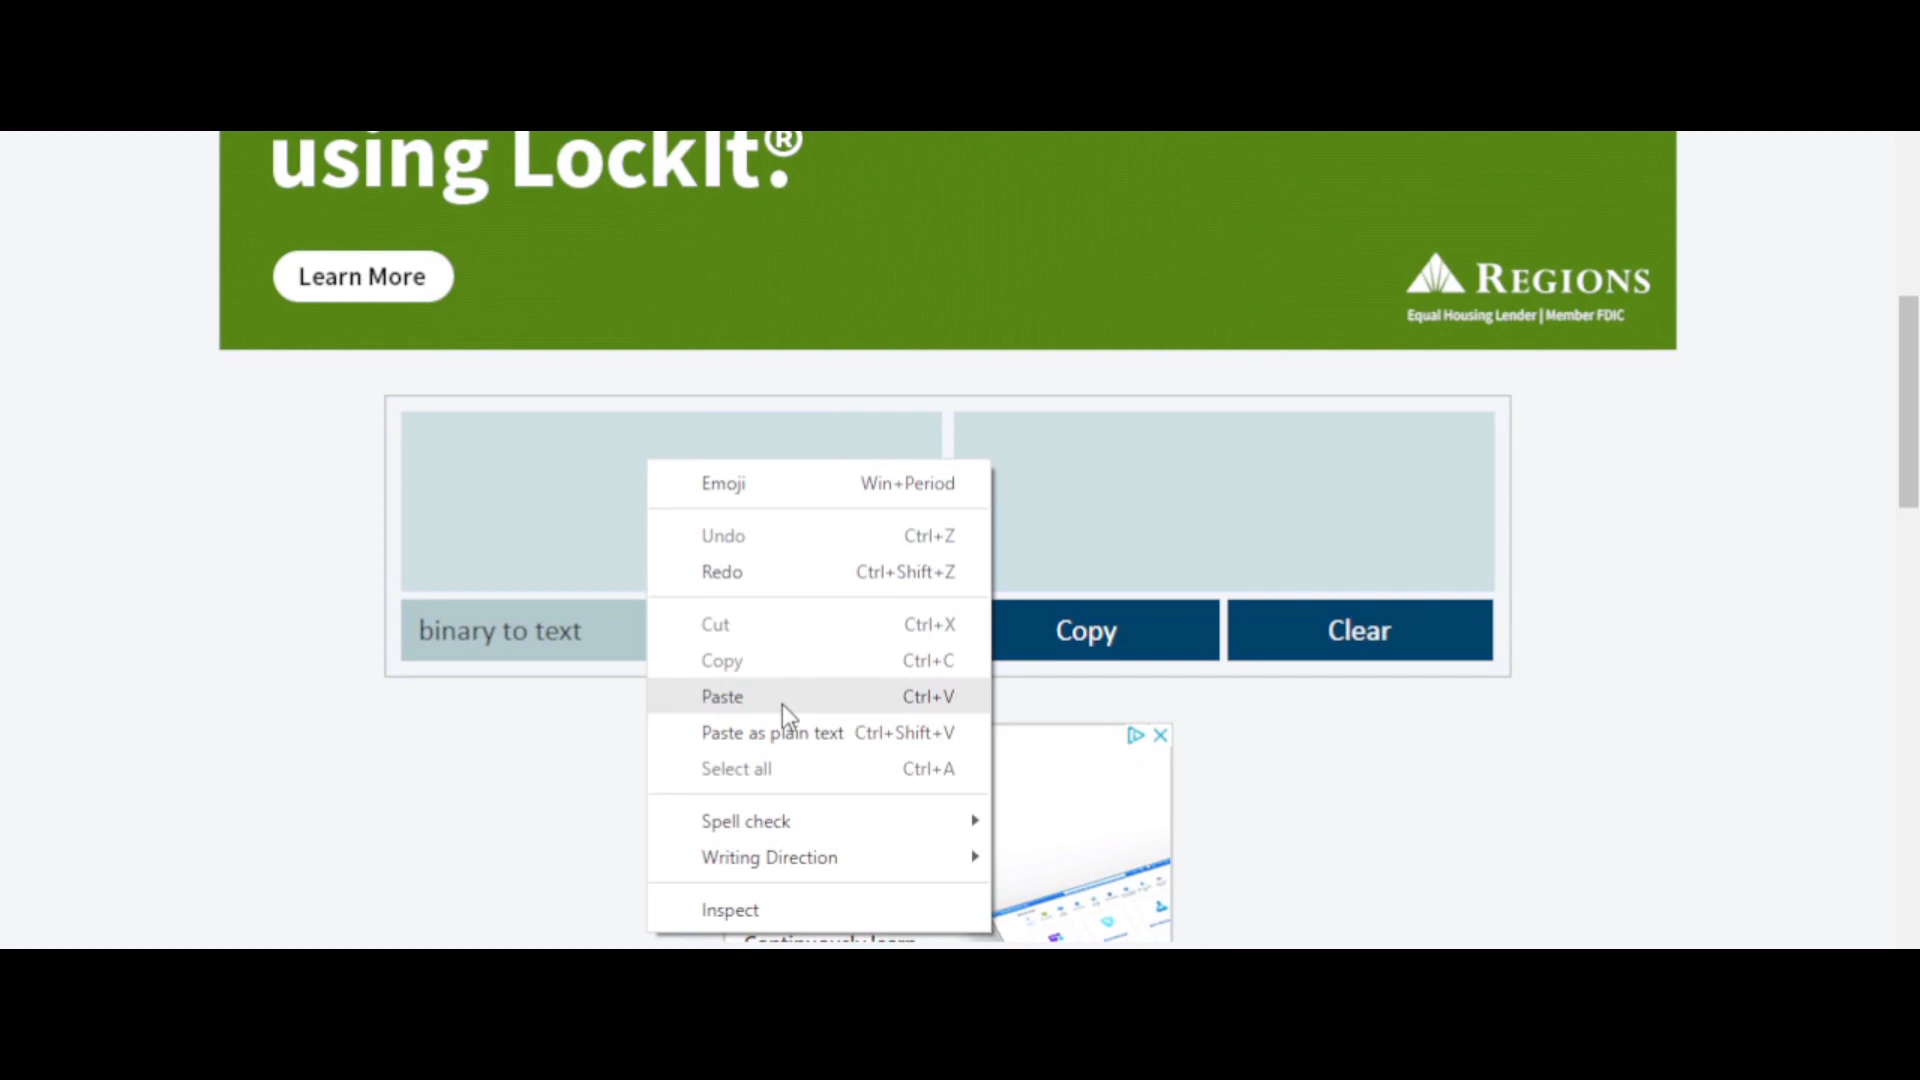 using LockIt.®
Learn More
REGIONS
Equal Housing Lender | Member FDIC
Emoji Win+Period
Undo Ctrl+Z
Redo Ctrl+Shift+Z
Cut Ctrl+X
Copy Ctrl+C
Paste Ctrl+V
Paste as plain text Ctrl+Shift+V
Select all Ctrl+A
Spell check
Writing Direction
Inspect
binary to text
Copy
Clear
Continuously learn